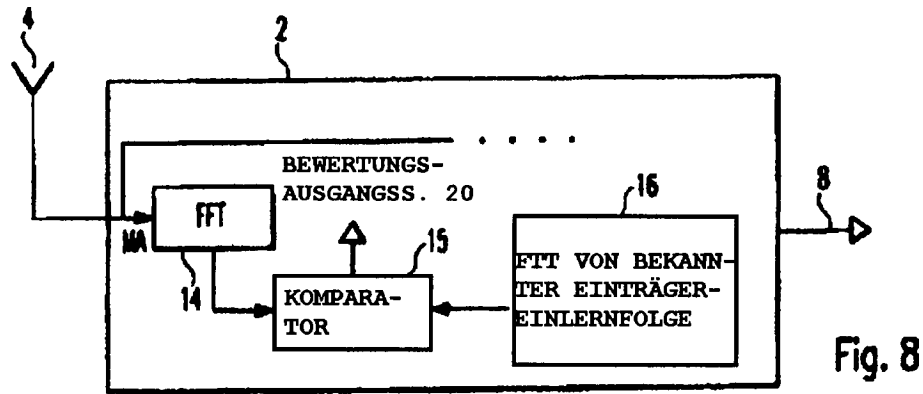 4
2
BEWERTUNGS-
AUSGANGSS. 20
16
8
FFT
MA
15
14
KOMPARA-
TOR
FTT VON BEKANN-
TER EINTRÄGER-
EINLERNFOLGE
Fig. 8